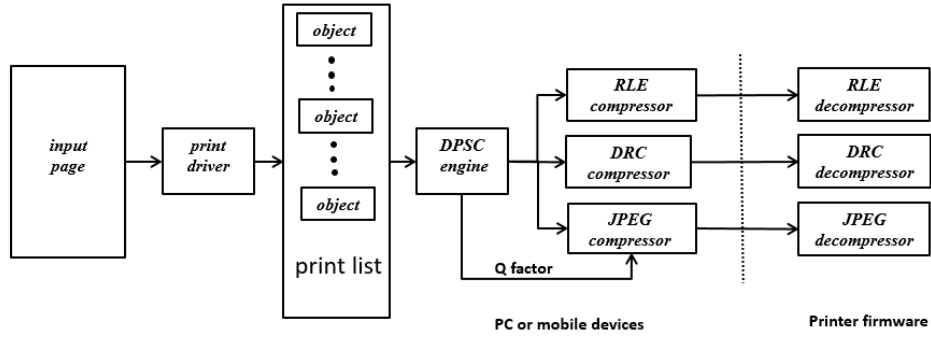 input
page
print
driver
object
object
object
print list
DPSC
engine
Q factor
RLE
compressor
DRC
compressor
JPEG
compressor
RLE
decompressor
DRC
decompressor
JPEG
decompressor
PC or mobile devices
Printer firmware